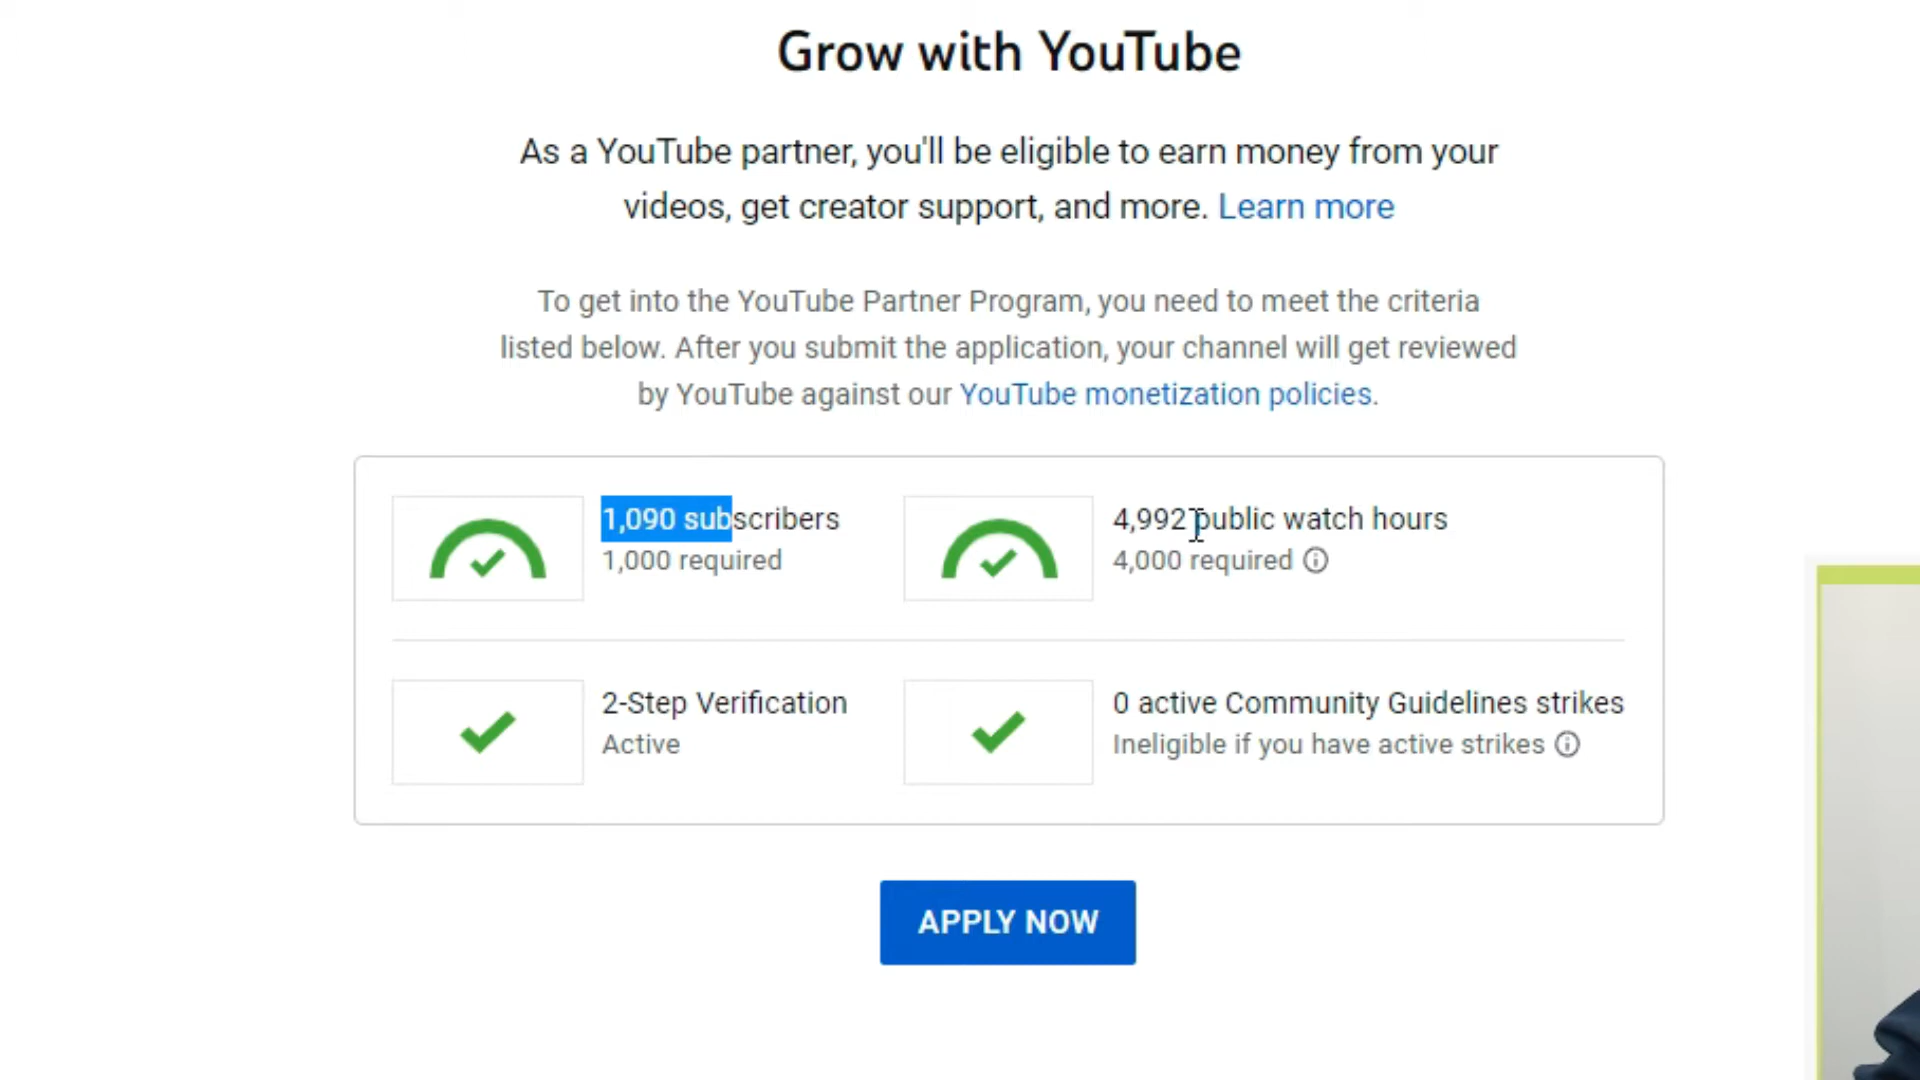 Grow with YouTube
As a YouTube partner, you'll be eligible to earn money from your
videos, get creator support, and more. Learn more
To get into the YouTube Partner Program, you need to meet the criteria
listed below. After you submit the application, your channel will get reviewed
by YouTube against our YouTube monetization policies.
1,090 subscribers
1,000 required
4,992 public watch hours
4,000 required
2-Step Verification
Active
0 active Community Guidelines strikes
Ineligible if you have active strikes
APPLY NOW